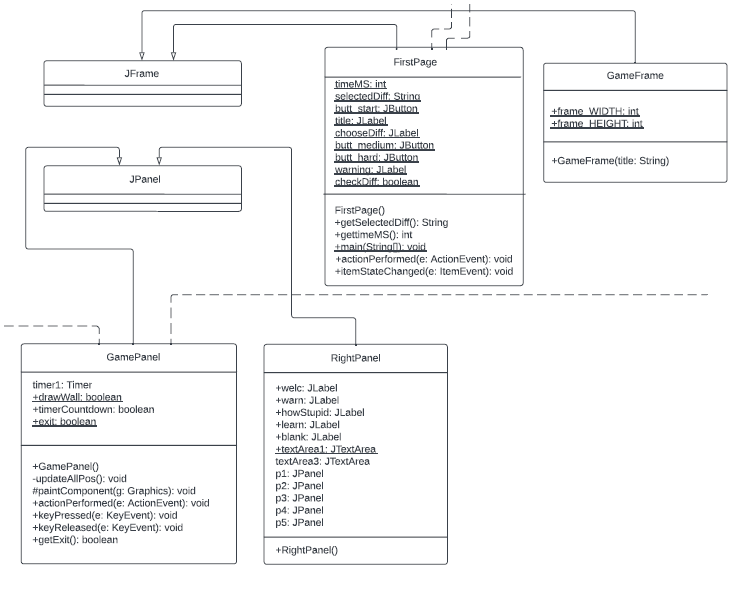 JFrame
FirstPage
timeMS: int
selectedDiff: String
butt_start: JButton
title: JLabel
chooseDiff: JLabel
butt_medium: JButton
butt_hard: JButton
warning: JLabel
checkDiff: boolean
FirstPage()
+getSelectedDiff(): String
+gettimeMS(): int
+main(String[]): void
+actionPerformed(e: ActionEvent): void
+itemStateChanged(e: ItemEvent): void
GameFrame
+frame_WIDTH: int
+frame_HEIGHT: int
+GameFrame(title: String)
JPanel
GamePanel
timer1: Timer
+drawWall: boolean
+timerCountdown: boolean
+exit: boolean
+GamePanel()
-updateAllPos(): void
#paintComponent(g: Graphics): void
+actionPerformed(e: ActionEvent): void
+keyPressed(e: KeyEvent): void
+keyReleased(e: KeyEvent): void
+getExit(): boolean
RightPanel
+welc: JLabel
+warn: JLabel
+howStupid: JLabel
+learn: JLabel
+blank: JLabel
+textArea1: JTextArea
textArea3: JTextArea
p1: JPanel
p2: JPanel
p3: JPanel
p4: JPanel
p5: JPanel
+RightPanel()